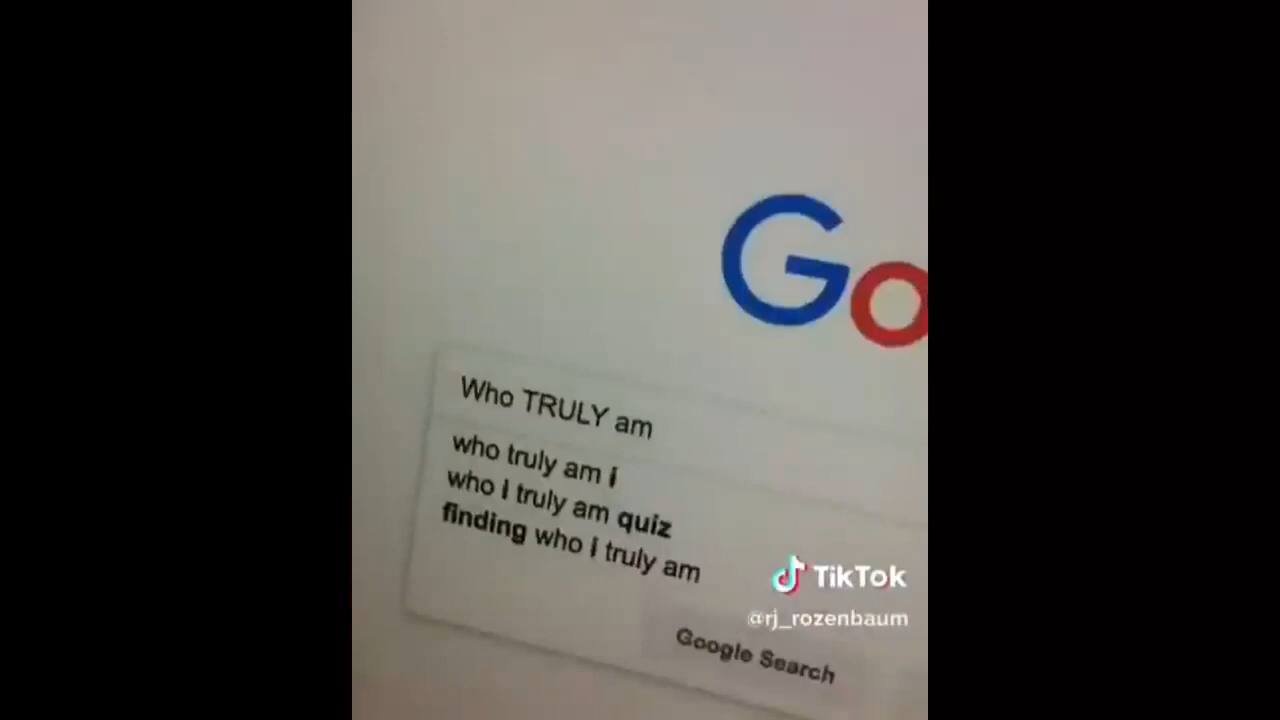 Go
Who TRULY am
who truly am i
who i truly am quiz
finding who i truly am
TikTok
@rj_rozenbaum
Google Search